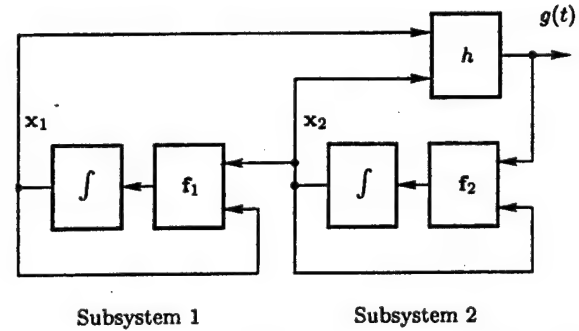 g(t)
h
x₁
x₂
∫
f₁
∫
f₂
Subsystem 1
Subsystem 2